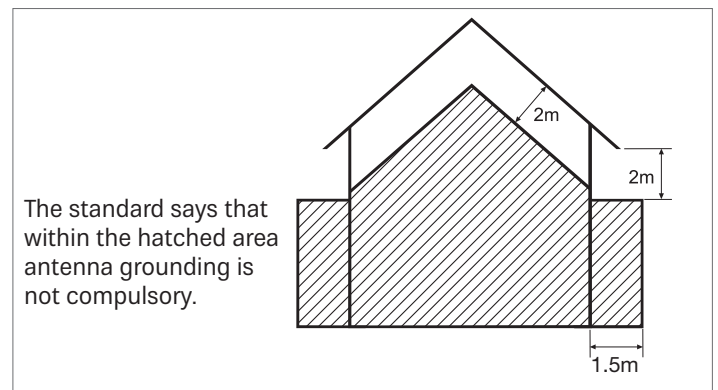 2m
2m
The standard says that
within the hatched area
antenna grounding is
not compulsory.
1.5m